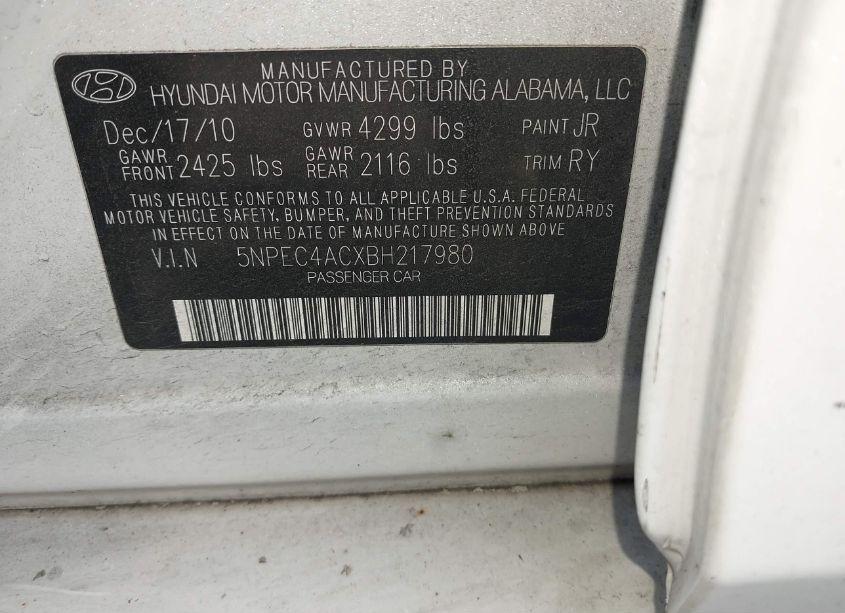 MANUFACTURED BY
HYUNDAI MOTOR MANUFACTURING ALABAMA, LLC
Dec/17/10 GVWR 4299 lbs PAINT JR
GAWR FRONT 2425 lbs GAWR REAR 2116 lbs TRIM RY
THIS VEHICLE CONFORMS TO ALL APPLICABLE U.S.A. FEDERAL
MOTOR VEHICLE SAFETY, BUMPER, AND THEFT PREVENTION STANDARDS
IN EFFECT ON THE DATE OF MANUFACTURE SHOWN ABOVE
V.I.N 5NPEC4ACXBH217980
PASSENGER CAR